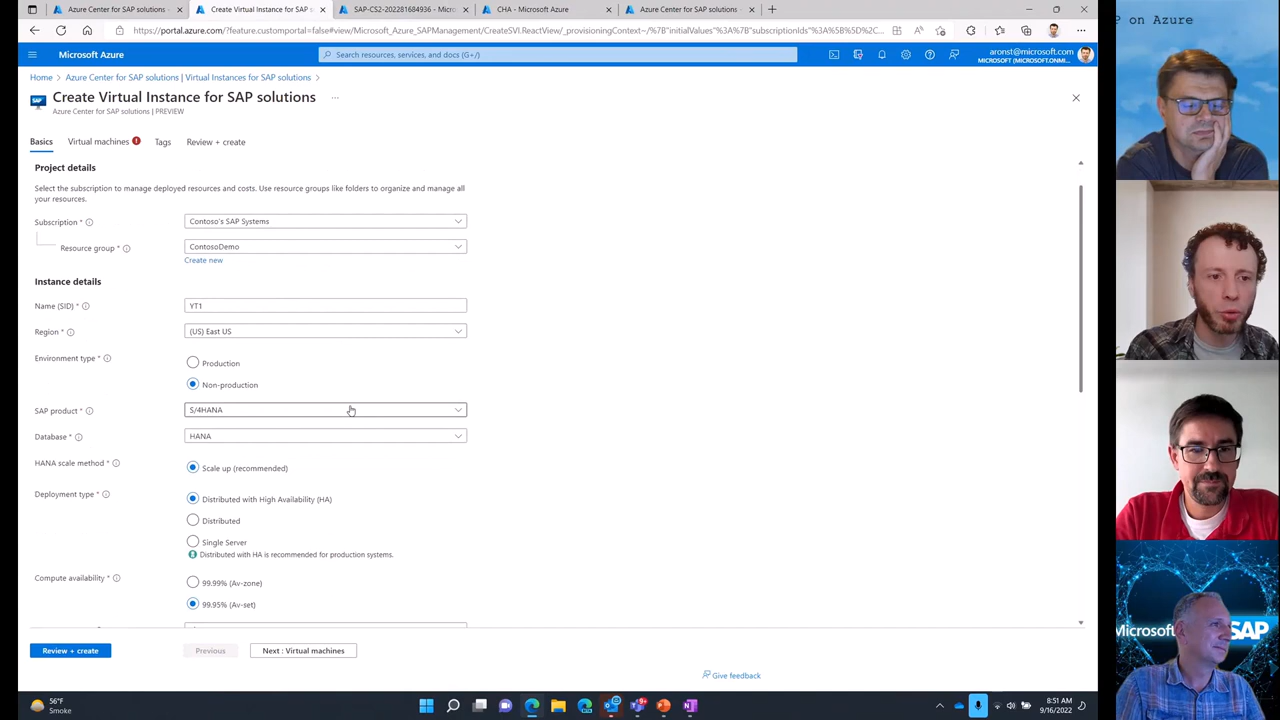 Azure Center for SAP solutions
Create Virtual Instance for SAP s
SAP-CS2-202281684936 - Micros
CHA - Microsoft Azure
Azure Center for SAP solutions -
P on Azure
Microsoft Azure
Search resources, services, and docs (G+/)
aronst@microsoft.com
MICROSOFT (MICROSOFT.ONMI...
Home > Azure Center for SAP solutions | Virtual Instances for SAP solutions >
Create Virtual Instance for SAP solutions ...
Azure Center for SAP solutions | PREVIEW
Basics Virtual machines Tags Review + create
Project details
Select the subscription to manage deployed resources and costs. Use resource groups like folders to organize and manage all
your resources.
Subscription * Contoso's SAP Systems
Resource group * ContosoDemo
Create new
Instance details
Name (SID) * YT1
Region * (US) East US
Environment type * Production
Non-production
SAP product * S/4HANA
Database * HANA
HANA scale method * Scale up (recommended)
Deployment type * Distributed with High Availability (HA)
Distributed
Single Server
Distributed with HA is recommended for production systems.
Compute availability * 99.99% (Av-zone)
99.95% (Av-set)
Review + create Previous Next : Virtual machines
Give feedback
Microsoft SAP
56°F
Smoke
8:51 AM
9/16/2022